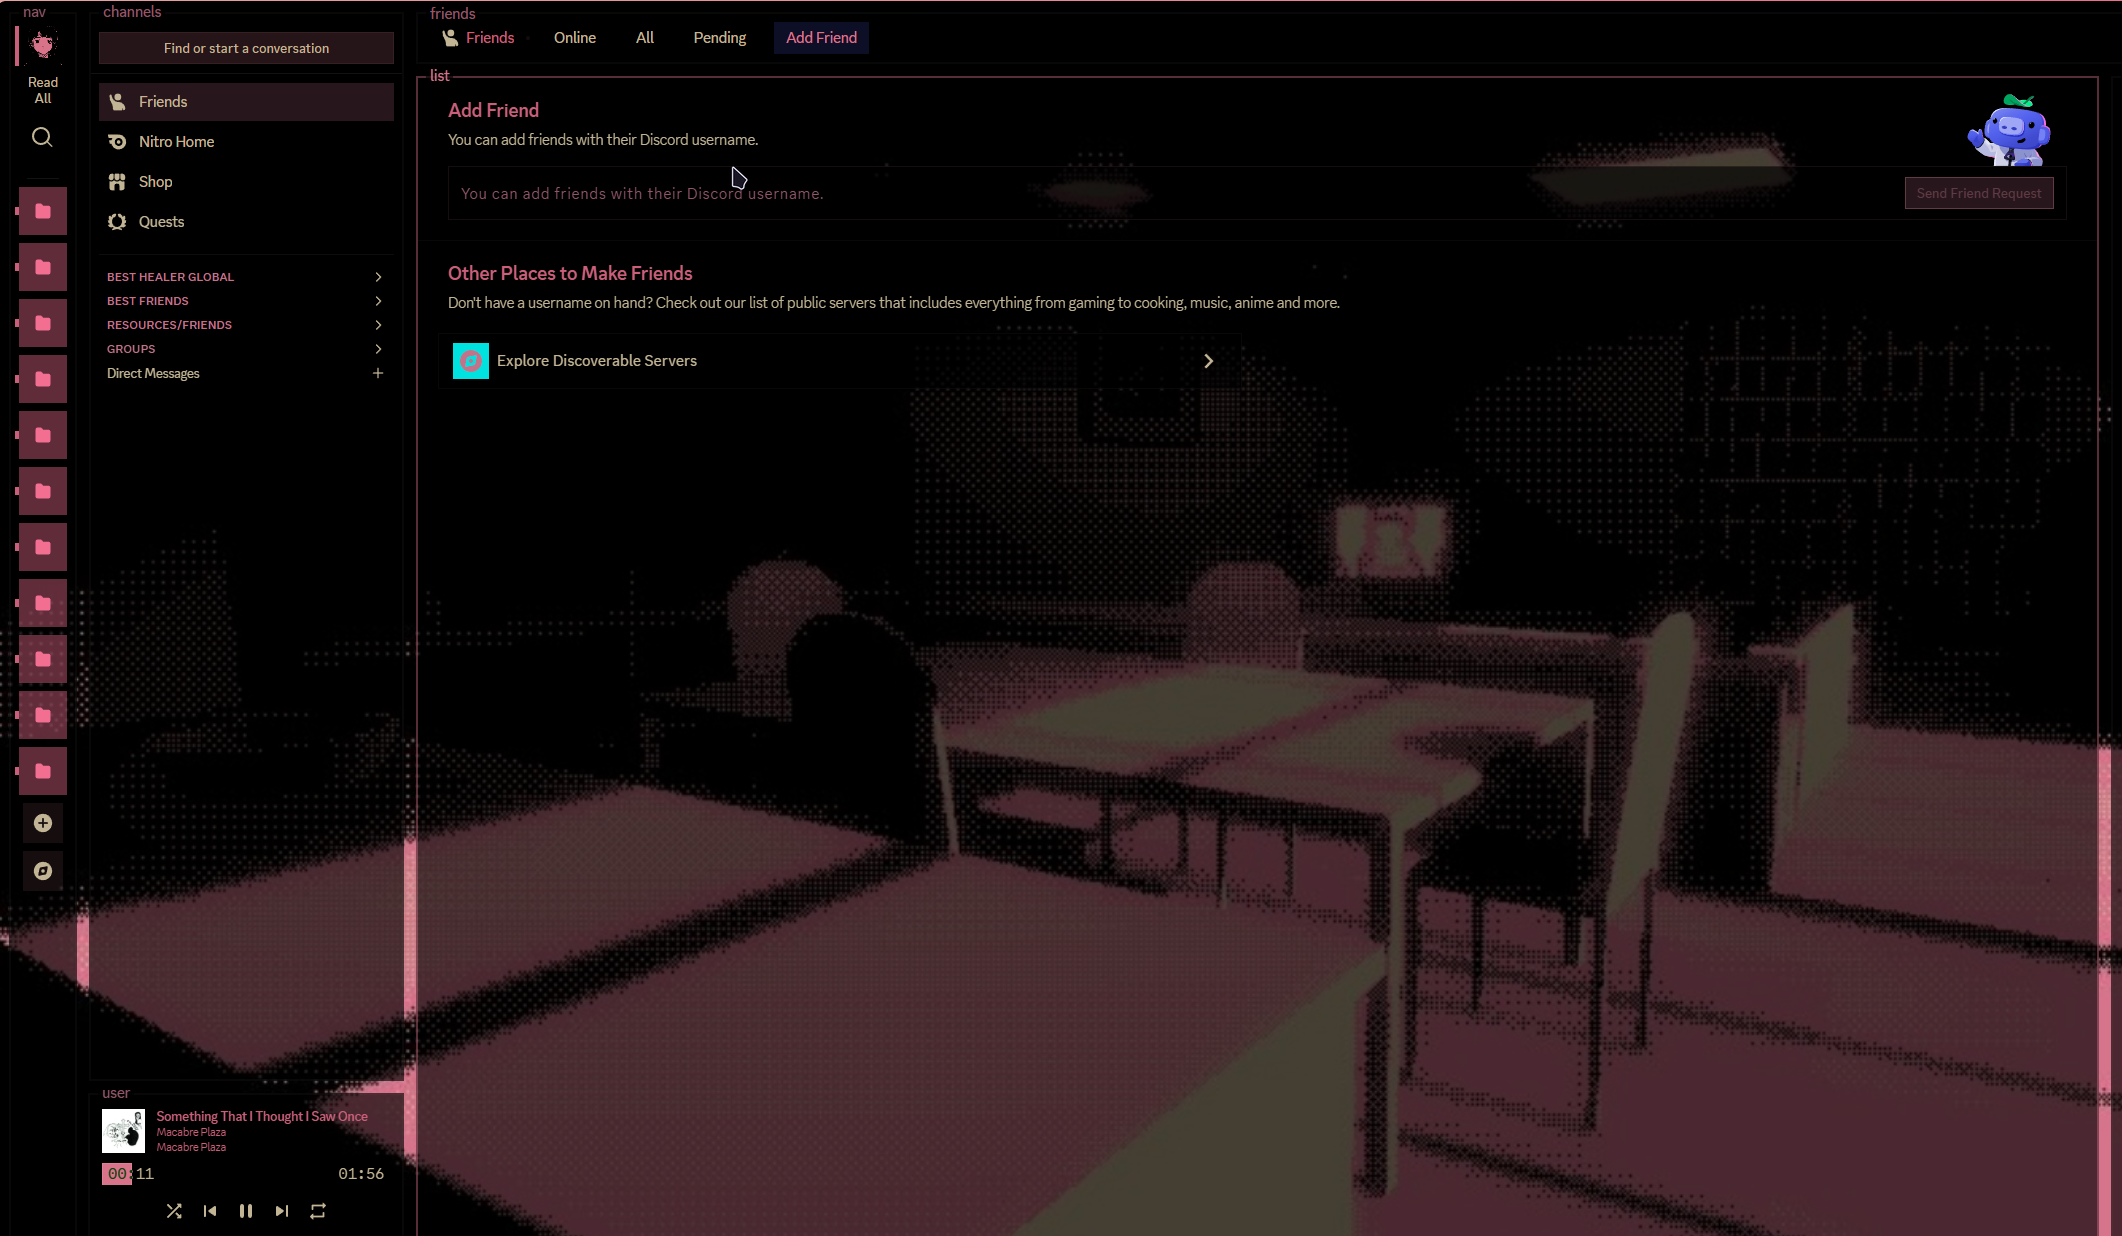 nav
Read
All
channels
Find or start a conversation
Friends
Nitro Home
Shop
Quests
BEST HEALER GLOBAL
BEST FRIENDS
RESOURCES/FRIENDS
GROUPS
Direct Messages
user
Something That I Thought I Saw Once
Macabre Plaza
Macabre Plaza
00:11 01:56
friends
Friends Online All Pending Add Friend
list
Add Friend
You can add friends with their Discord username.
You can add friends with their Discord username.
Send Friend Request
Other Places to Make Friends
Don't have a username on hand? Check out our list of public servers that includes everything from gaming to cooking, music, anime and more.
Explore Discoverable Servers